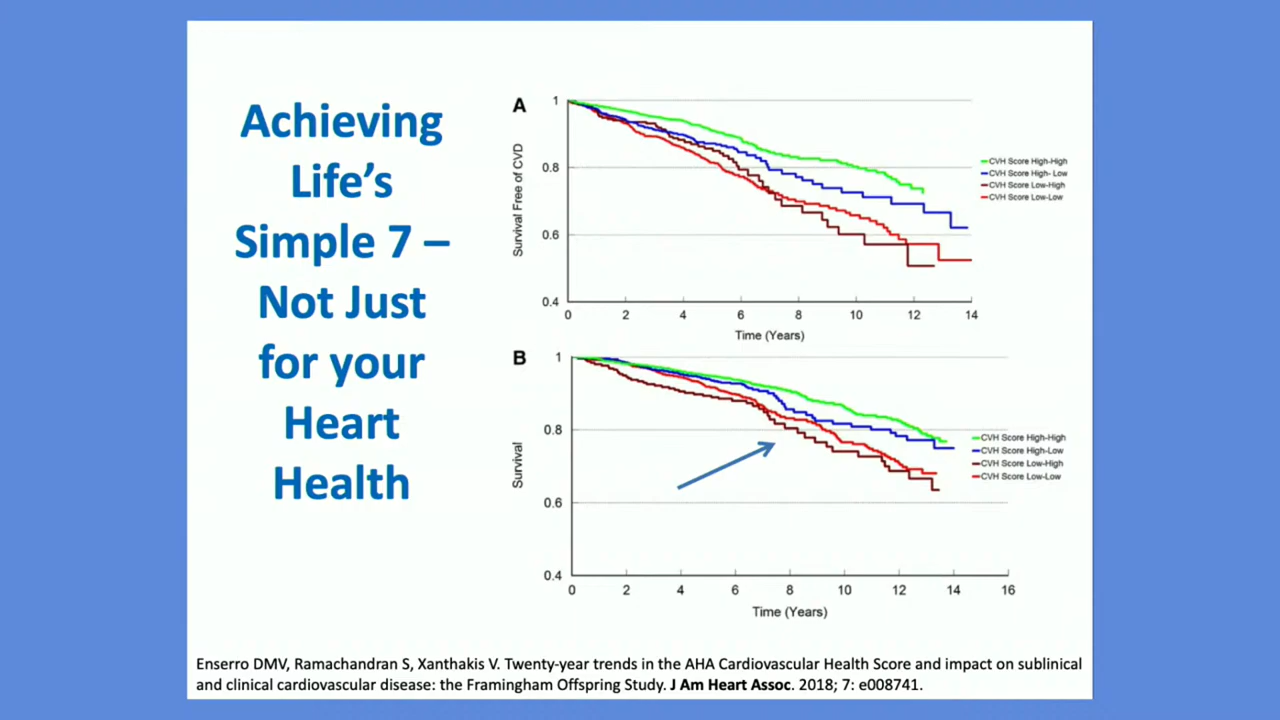 Achieving
Life's
Simple 7 –
Not Just
for your
Heart
Health
A
1
0.8
0.6
0.4
Survival Free of CVD
0 2 4 6 8 10 12 14
Time (Years)
CVH Score High-High
CVH Score High- Low
CVH Score Low-High
CVH Score Low-Low
B
1
0.8
0.6
0.4
Survival
0 2 4 6 8 10 12 14 16
Time (Years)
CVH Score High-High
CVH Score High-Low
CVH Score Low-High
CVH Score Low-Low
Enserro DMV, Ramachandran S, Xanthakis V. Twenty-year trends in the AHA Cardiovascular Health Score and impact on sublinical
and clinical cardiovascular disease: the Framingham Offspring Study. J Am Heart Assoc. 2018; 7: e008741.